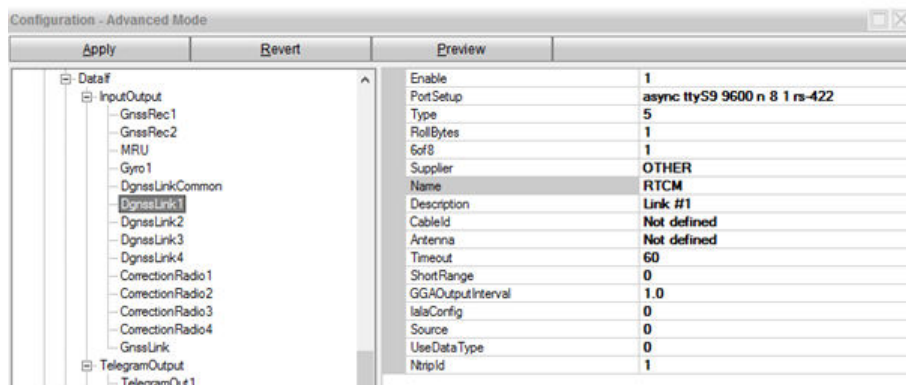 Configuration - Advanced Mode
Apply Revert Preview
DataIf
InputOutput
GnssRec1
GnssRec2
MRU
Gyro1
DgnssLinkCommon
DgnssLink1
DgnssLink2
DgnssLink3
DgnssLink4
CorrectionRadio1
CorrectionRadio2
CorrectionRadio3
CorrectionRadio4
GnssLink
TelegramOutput
TelegramOut1
Enable 1
PortSetup async ttyS9 9600 n 8 1 rs-422
Type 5
RollBytes 1
6of8 1
Supplier OTHER
Name RTCM
Description Link #1
CableId Not defined
Antenna Not defined
Timeout 60
ShortRange 0
GGAOutputInterval 1.0
IalaConfig 0
Source 0
UseDataType 0
NtripId 1